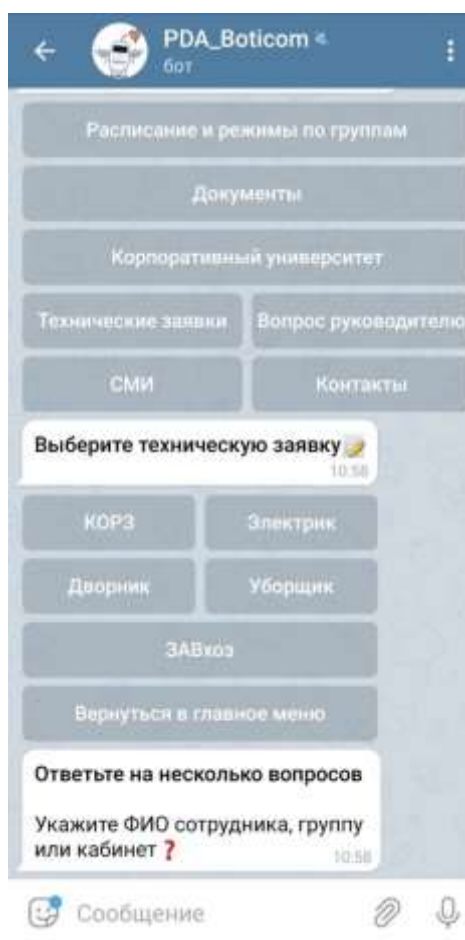 PDA_Boticom
бот
Расписание и режимы по группам
Документы
Корпоративный университет
Технические заявки
Вопрос руководителю
СМИ
Контакты
Выберите техническую заявку
10:58
КОРЗ
Электрик
Дворник
Уборщик
ЗАВхоз
Вернуться в главное меню
Ответьте на несколько вопросов
Укажите ФИО сотрудника, группу
или кабинет ❓
10:58
Сообщение